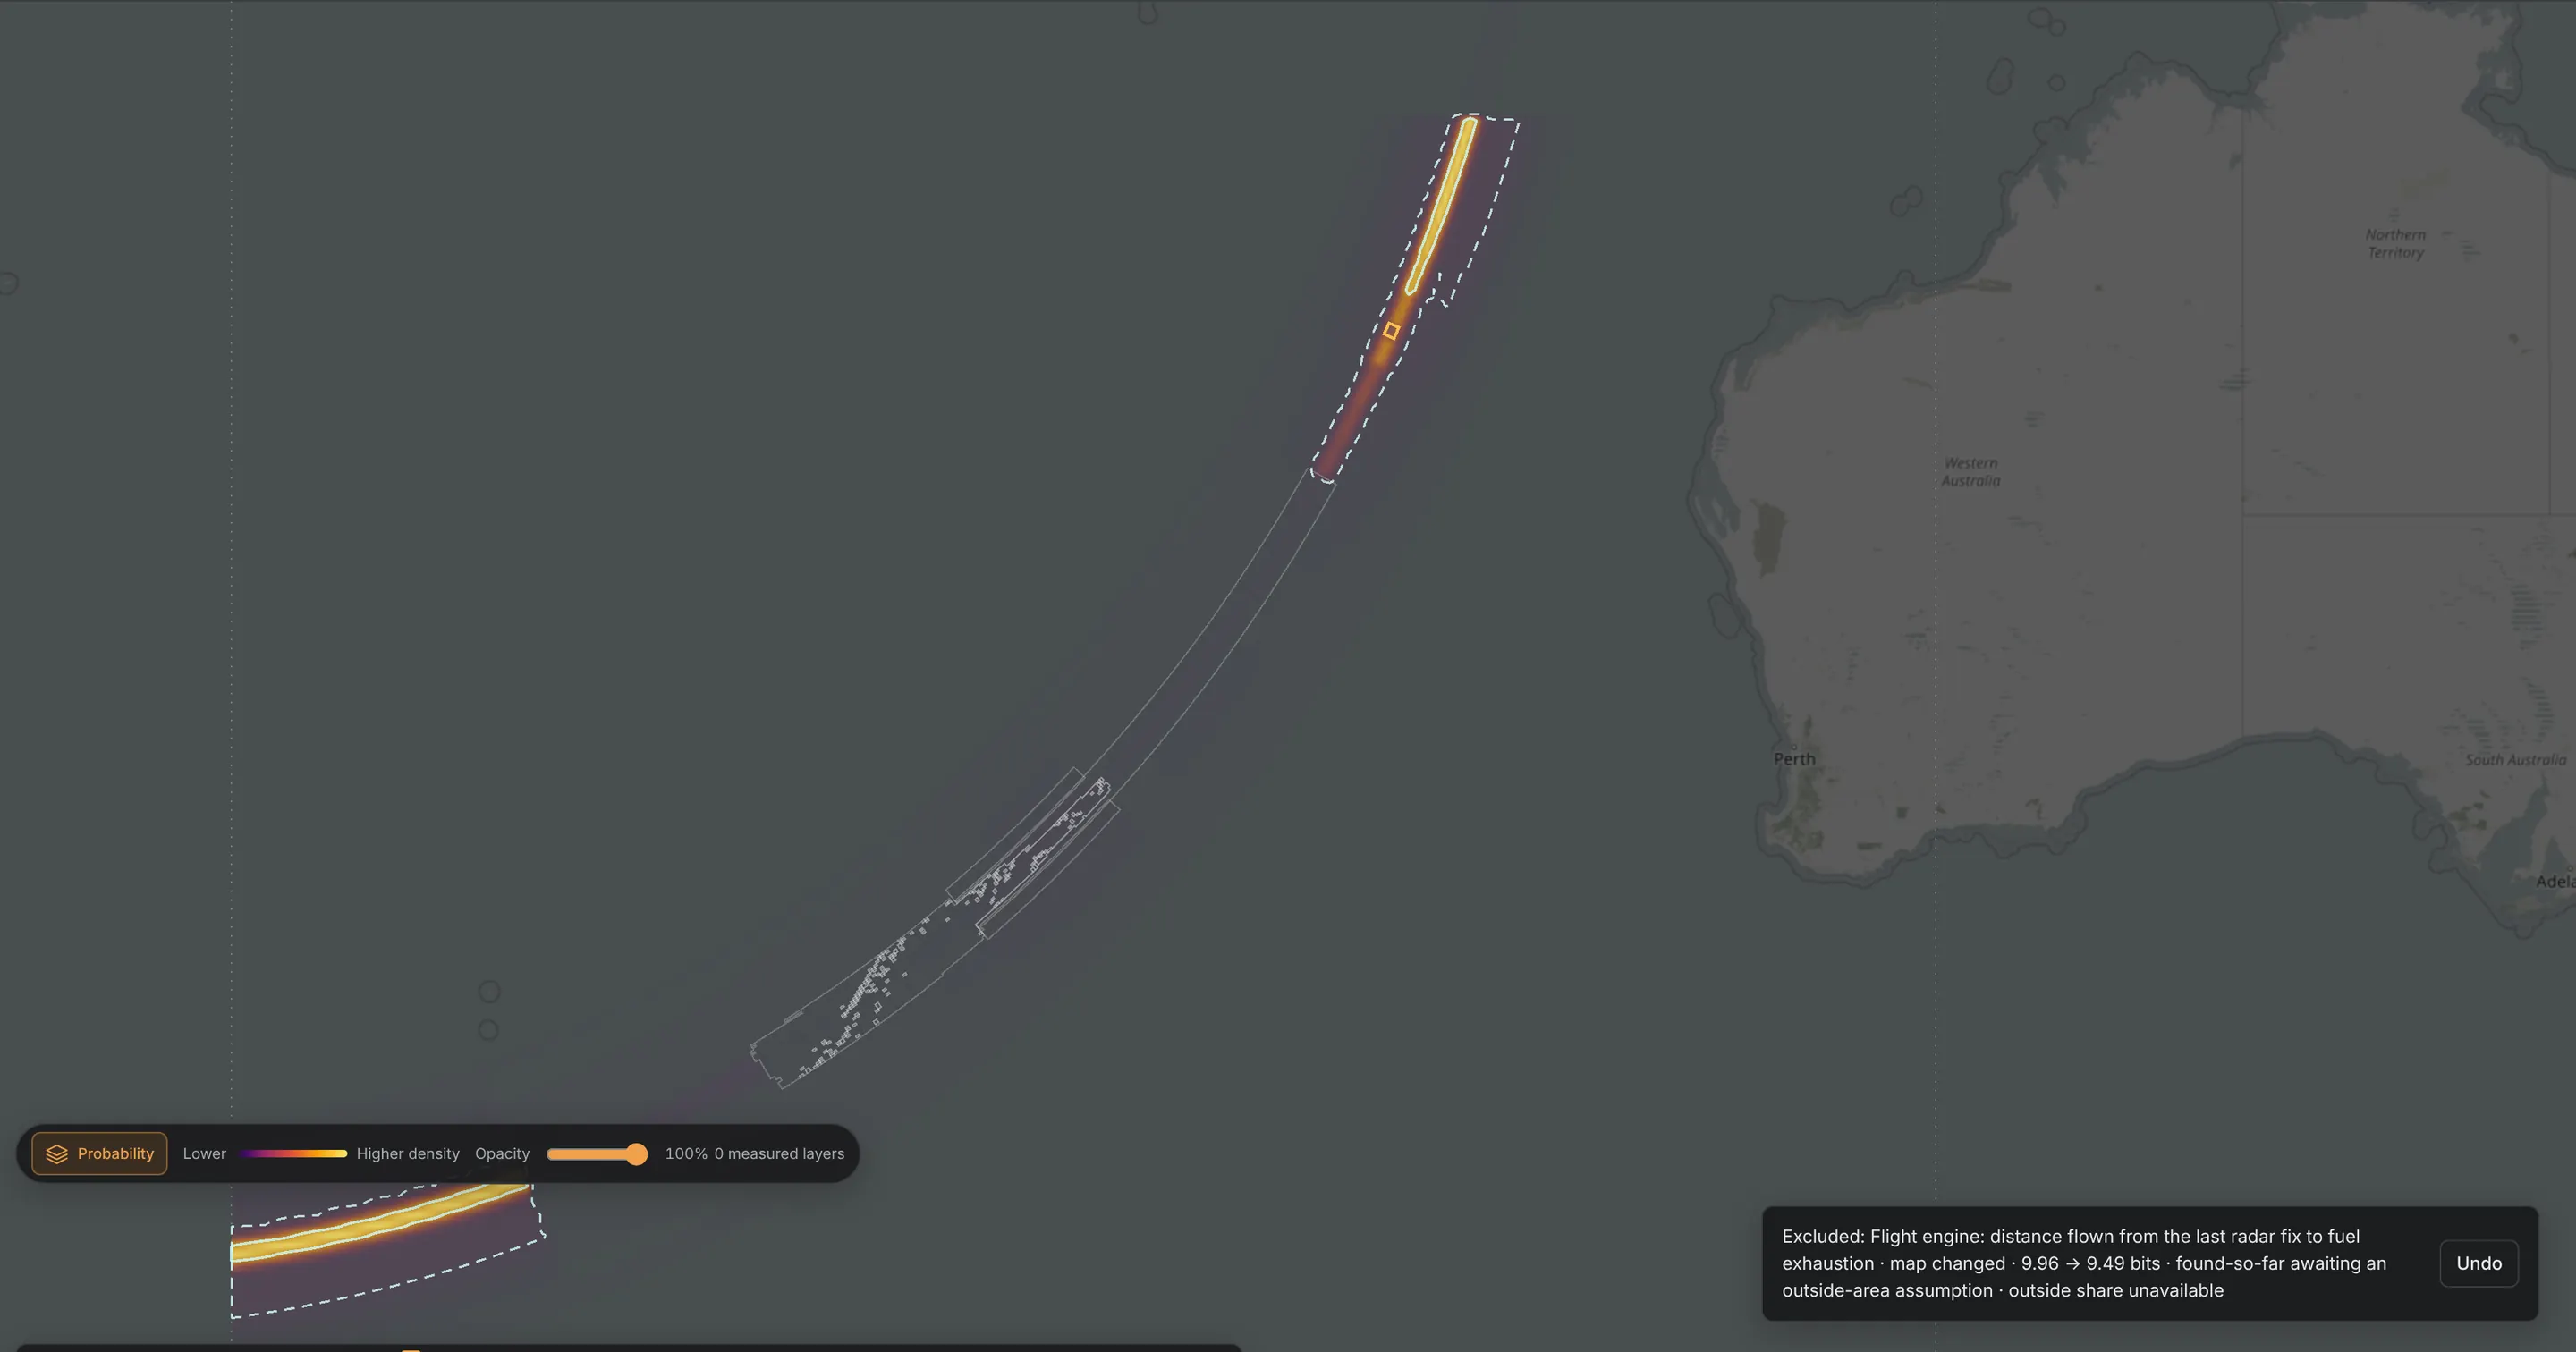 Northern
Territory
Western
Australia
Perth
South Australia
Probability
Lower
Higher density
Opacity
100% 0 measured layers
Excluded: Flight engine: distance flown from the last radar fix to fuel
exhaustion · map changed · 9.96 → 9.49 bits · found-so-far awaiting an
outside-area assumption · outside share unavailable
Undo